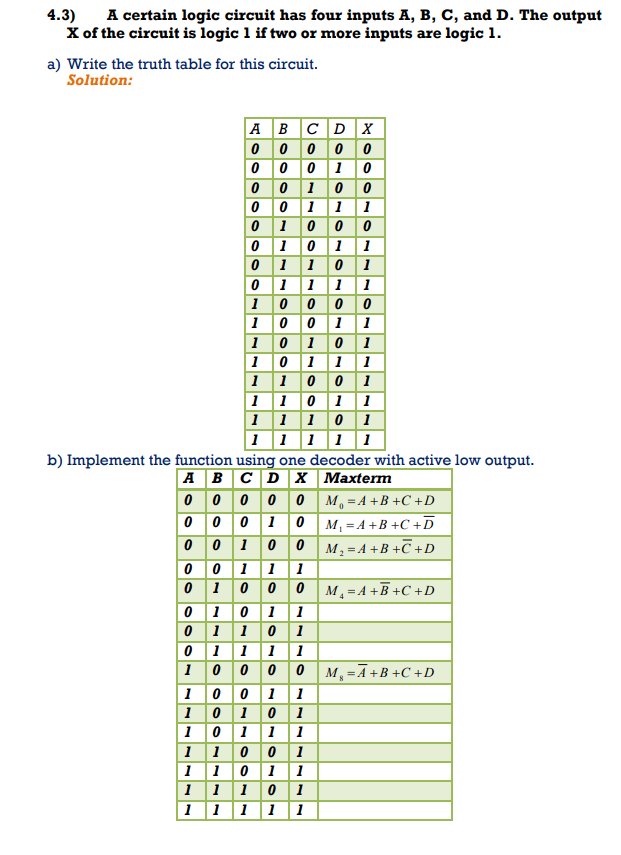 4.3) A certain logic circuit has four inputs A, B, C, and D. The output
X of the circuit is logic 1 if two or more inputs are logic 1.
a) Write the truth table for this circuit.
Solution:
A B C D X
0 0 0 0 0
0 0 0 1 0
0 0 1 0 0
0 0 1 1 1
0 1 0 0 0
0 1 0 1 1
0 1 1 0 1
0 1 1 1 1
1 0 0 0 0
1 0 0 1 1
1 0 1 0 1
1 0 1 1 1
1 1 0 0 1
1 1 0 1 1
1 1 1 0 1
1 1 1 1 1
b) Implement the function using one decoder with active low output.
A B C D X Maxterm
0 0 0 0 0 M₀ = A + B + C + D
0 0 0 1 0 M₁ = A + B + C + D̅
0 0 1 0 0 M₂ = A + B + C̅ + D
0 0 1 1 1
0 1 0 0 0 M₄ = A + B̅ + C + D
0 1 0 1 1
0 1 1 0 1
0 1 1 1 1
1 0 0 0 0 M₈ = A̅ + B + C + D
1 0 0 1 1
1 0 1 0 1
1 0 1 1 1
1 1 0 0 1
1 1 0 1 1
1 1 1 0 1
1 1 1 1 1